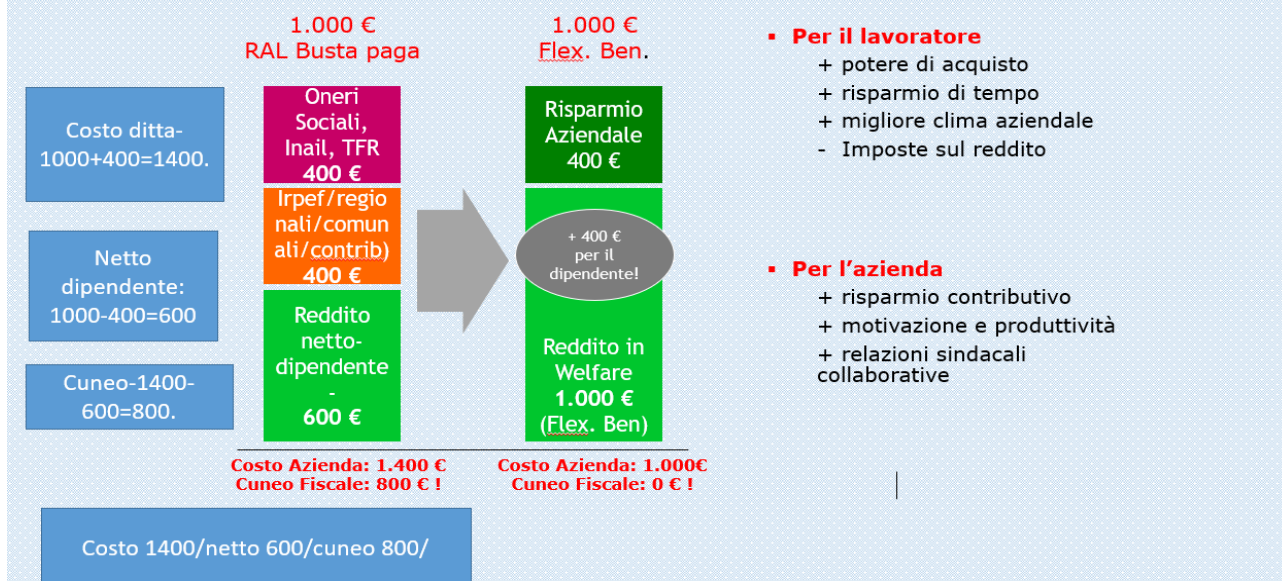 1.000 €
RAL Busta paga
1.000 €
Flex. Ben.
Costo ditta-
1000+400=1400.
Netto
dipendente:
1000-400=600
Cuneo-1400-
600=800.
Oneri
Sociali,
Inail, TFR
400 €
Irpef/regio
nali/comun
ali/contrib)
400 €
Reddito
netto-
dipendente
-
600 €
Risparmio
Aziendale
400 €
+ 400 €
per il
dipendente!
Reddito in
Welfare
1.000 €
(Flex. Ben)
Costo Azienda: 1.400 €
Cuneo Fiscale: 800 € !
Costo Azienda: 1.000€
Cuneo Fiscale: 0 € !
Costo 1400/netto 600/cuneo 800/
▪ Per il lavoratore
+ potere di acquisto
+ risparmio di tempo
+ migliore clima aziendale
- Imposte sul reddito
▪ Per l’azienda
+ risparmio contributivo
+ motivazione e produttività
+ relazioni sindacali
collaborative